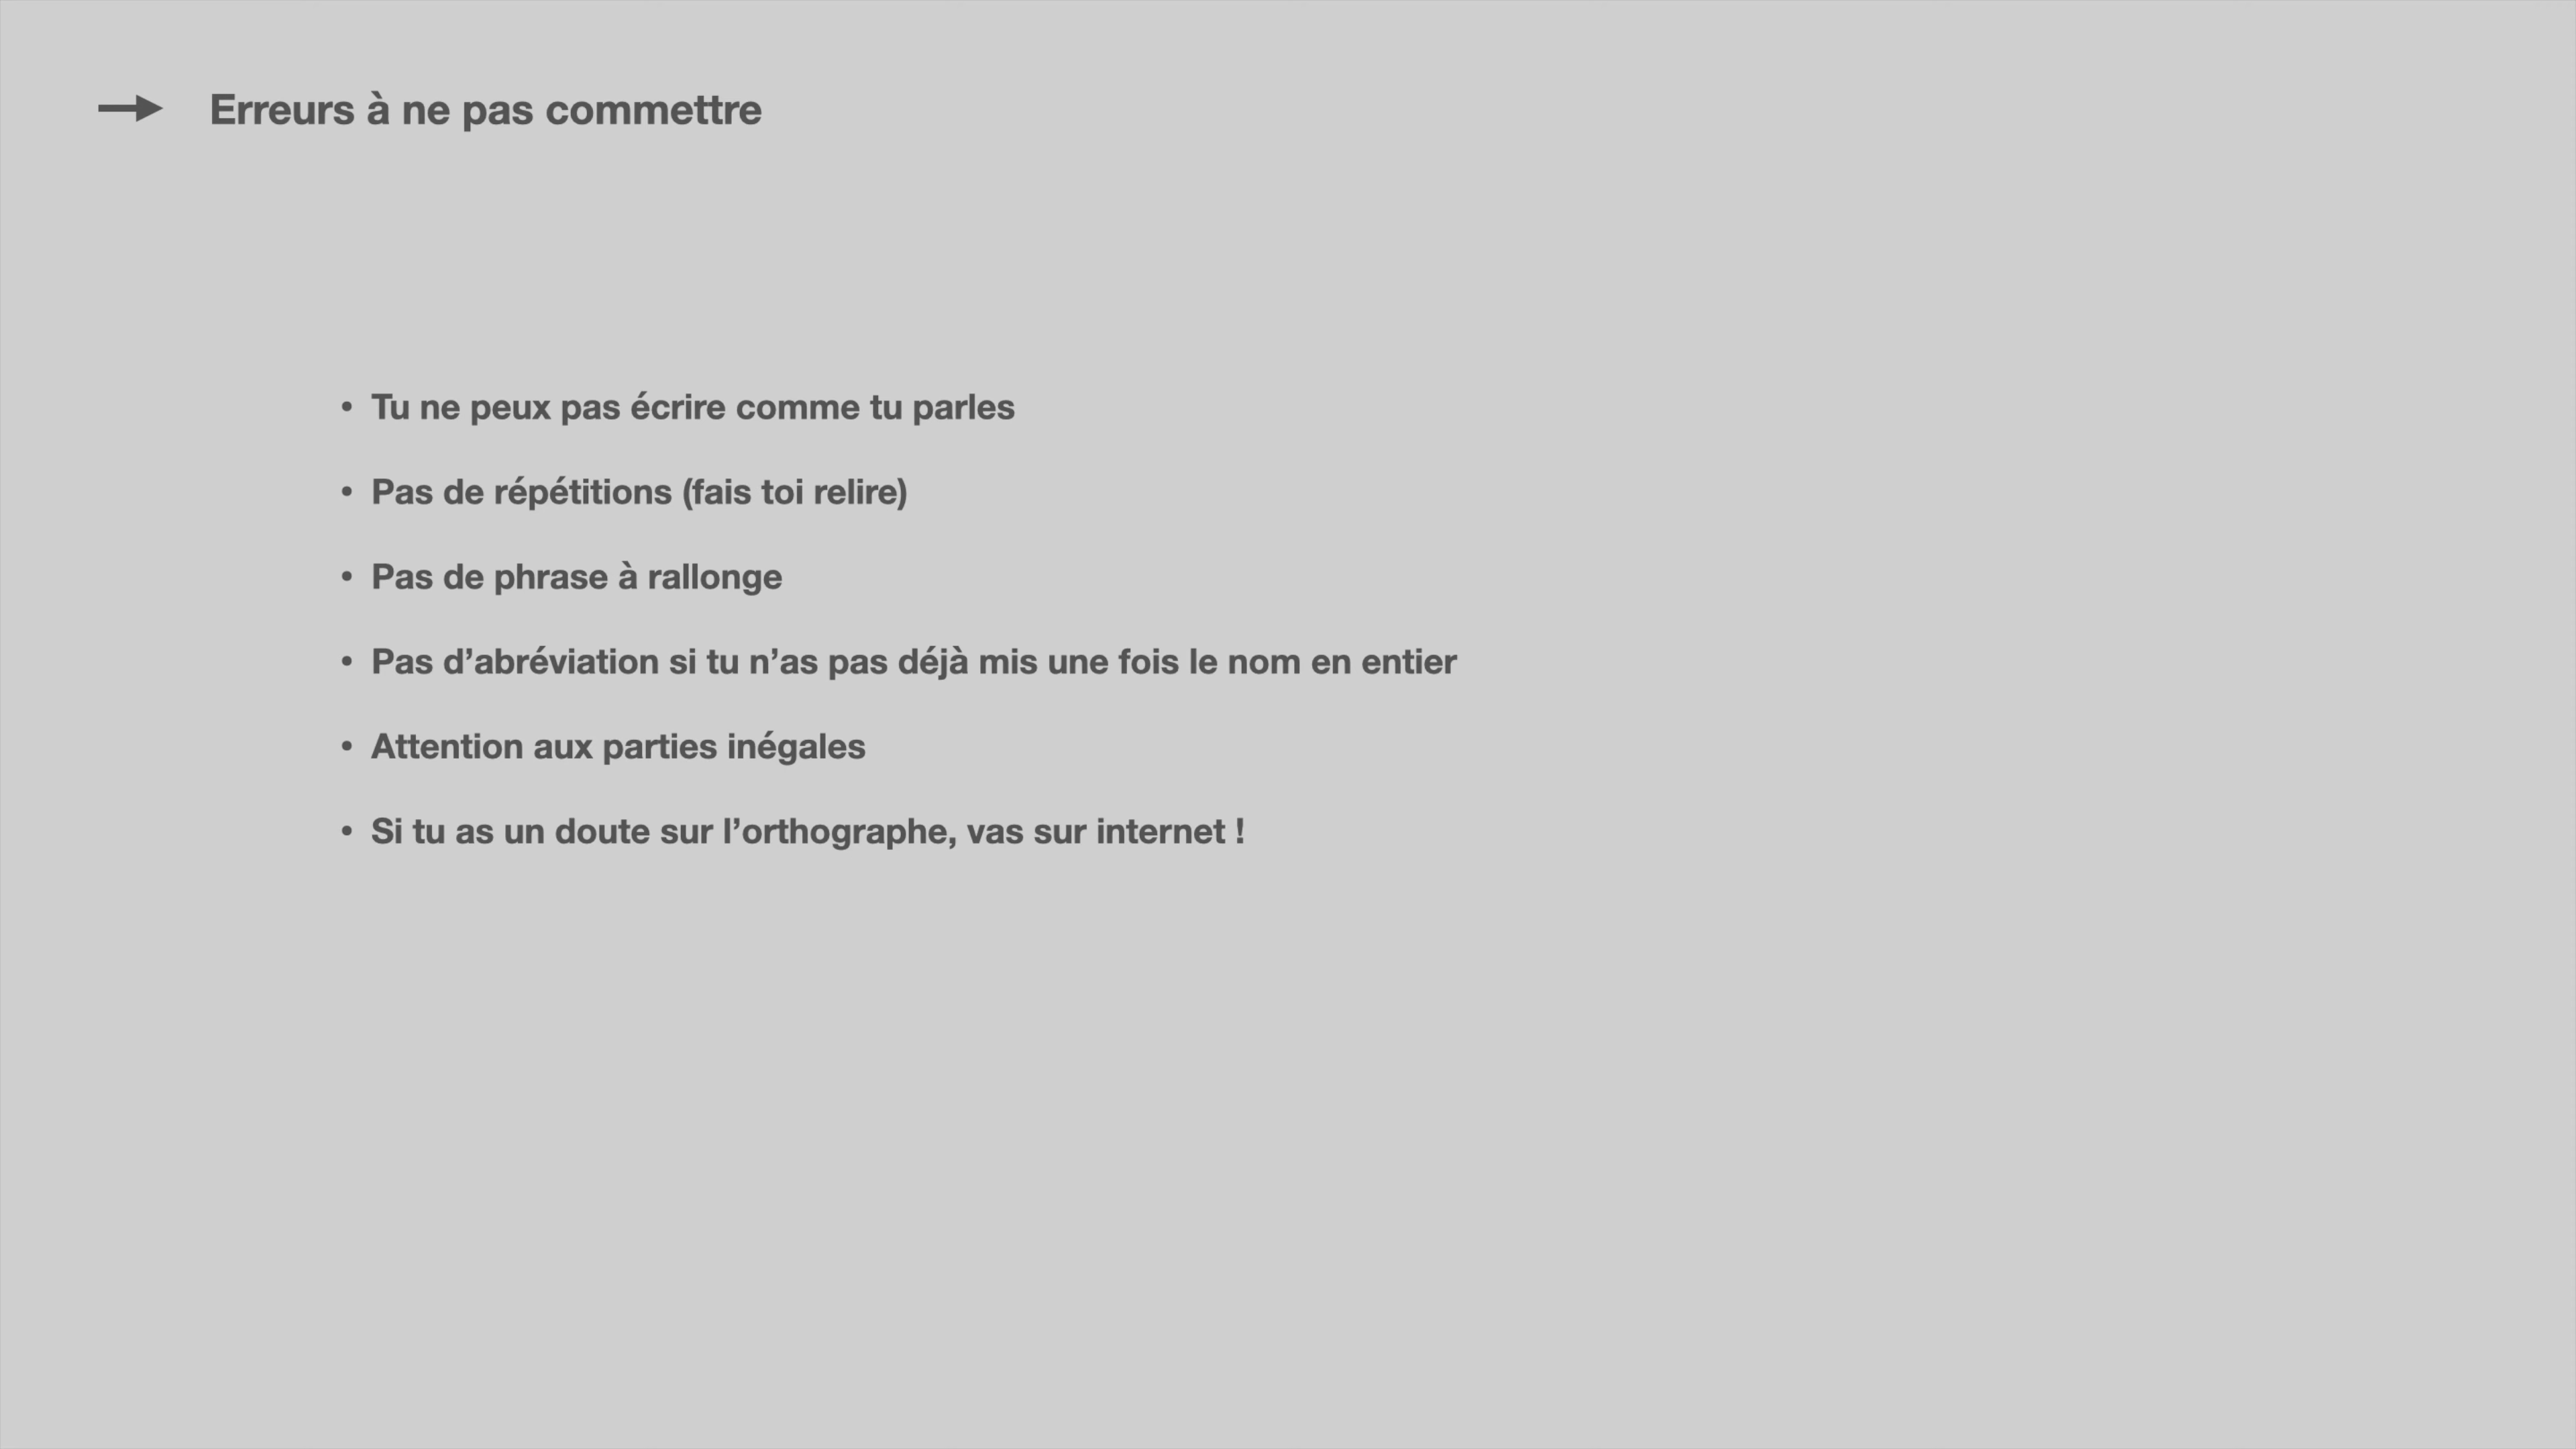 Erreurs à ne pas commettre
• Tu ne peux pas écrire comme tu parles
• Pas de répétitions (fais toi relire)
• Pas de phrase à rallonge
• Pas d’abréviation si tu n’as pas déjà mis une fois le nom en entier
• Attention aux parties inégales
• Si tu as un doute sur l’orthographe, vas sur internet !